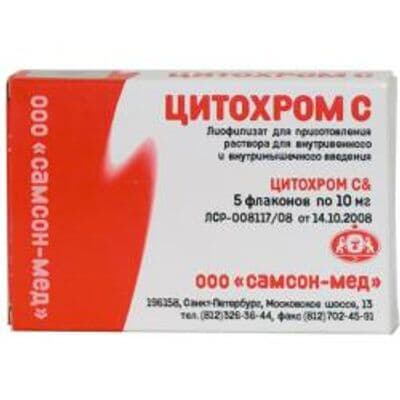 ООО «САМСОН-МЕД»
ЦИТОХРОМ С
Лиофилизат для приготовления
раствора для внутривенного
и внутримышечного введения
ЦИТОХРОМ C&
5 флаконов по 10 мг
ЛСР-008117/08 от 14.10.2008
ООО «САМСОН-МЕД»
196158, Санкт-Петербург, Московское шоссе, 13
тел. (812)326-36-44, факс (812)702-45-91